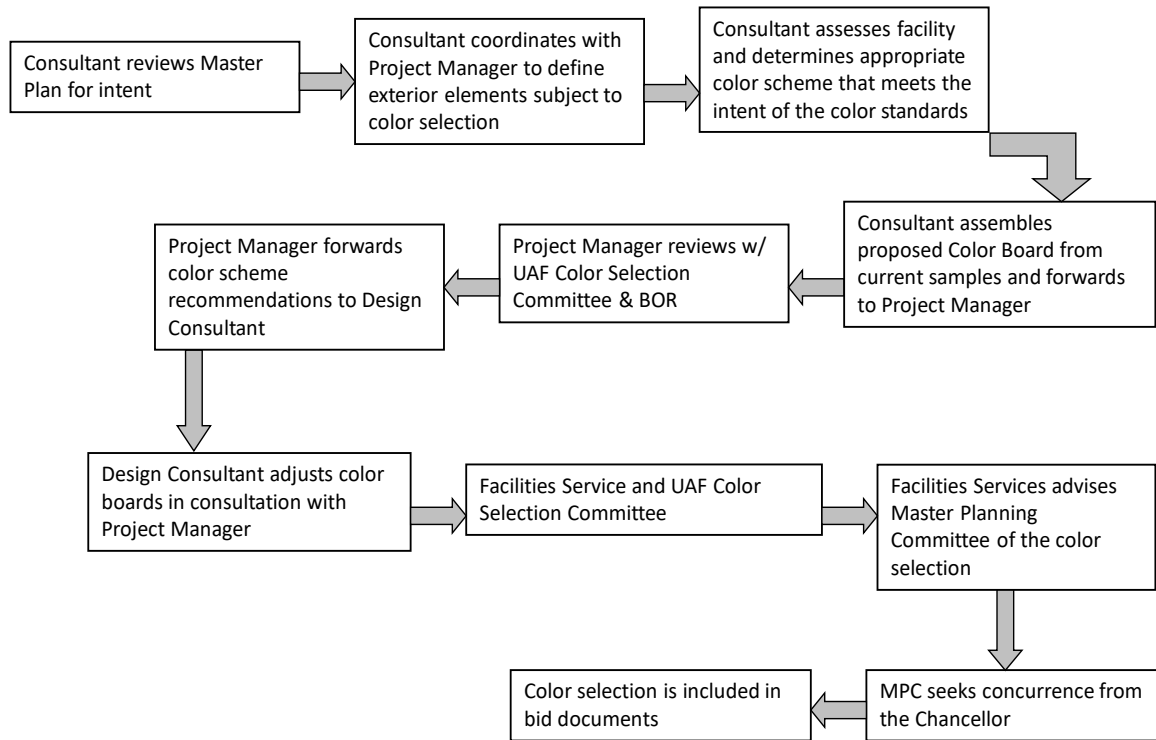 Consultant reviews Master
Plan for intent
Consultant coordinates with
Project Manager to define
exterior elements subject to
color selection
Consultant assesses facility
and determines appropriate
color scheme that meets the
intent of the color standards
Consultant assembles
proposed Color Board from
current samples and forwards
to Project Manager
Project Manager reviews w/
UAF Color Selection
Committee & BOR
Project Manager forwards
color scheme
recommendations to Design
Consultant
Design Consultant adjusts color
boards in consultation with
Project Manager
Facilities Service and UAF Color
Selection Committee
Facilities Services advises
Master Planning
Committee of the color
selection
MPC seeks concurrence from
the Chancellor
Color selection is included in
bid documents